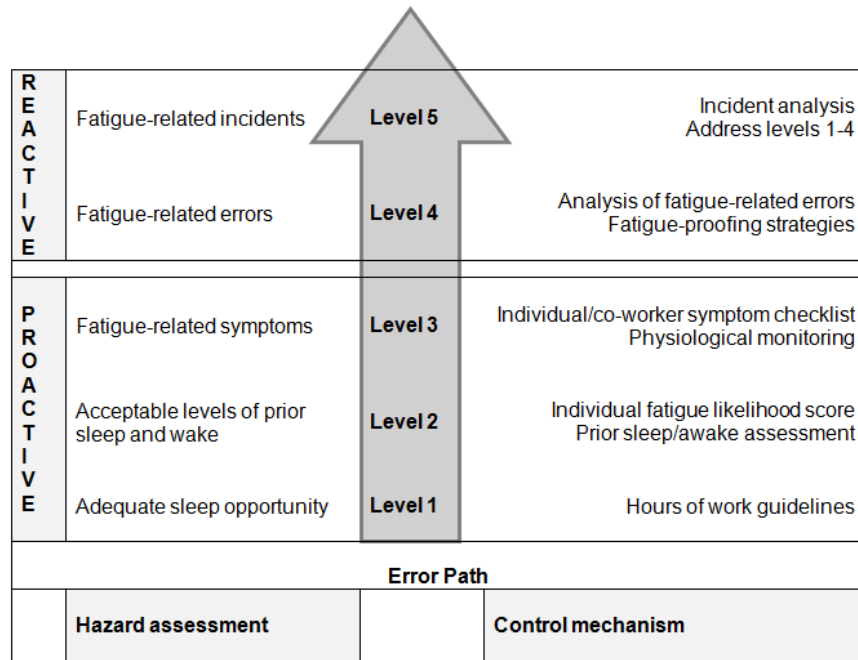 REACTIVE
Fatigue-related incidents
Level 5
Incident analysis
Address levels 1-4
Fatigue-related errors
Level 4
Analysis of fatigue-related errors
Fatigue-proofing strategies
PROACTIVE
Fatigue-related symptoms
Level 3
Individual/co-worker symptom checklist
Physiological monitoring
Acceptable levels of prior
sleep and wake
Level 2
Individual fatigue likelihood score
Prior sleep/awake assessment
Adequate sleep opportunity
Level 1
Hours of work guidelines
Error Path
Hazard assessment
Control mechanism